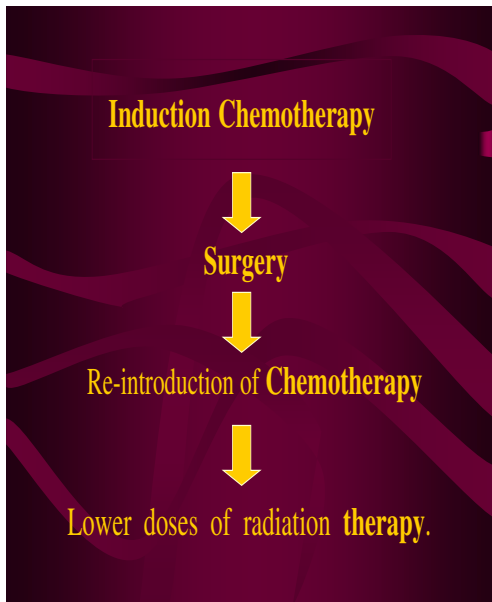 Induction Chemotherapy
Surgery
Re-introduction of Chemotherapy
Lower doses of radiation therapy.